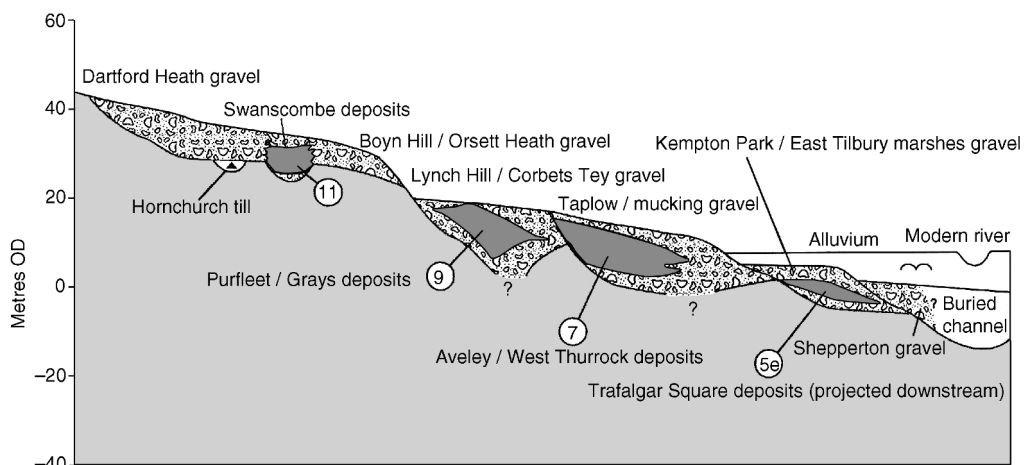 60
Dartford Heath gravel
Swanscombe deposits
40
Boyn Hill / Orsett Heath gravel
Kempton Park / East Tilbury marshes gravel
11
Lynch Hill / Corbets Tey gravel
Hornchurch till
20
Taplow / mucking gravel
Alluvium
Modern river
Purfleet / Grays deposits
9
0
?
?
? Buried
channel
7
Metres OD
Aveley / West Thurrock deposits
5e
Shepperton gravel
Trafalgar Square deposits (projected downstream)
–20
–40